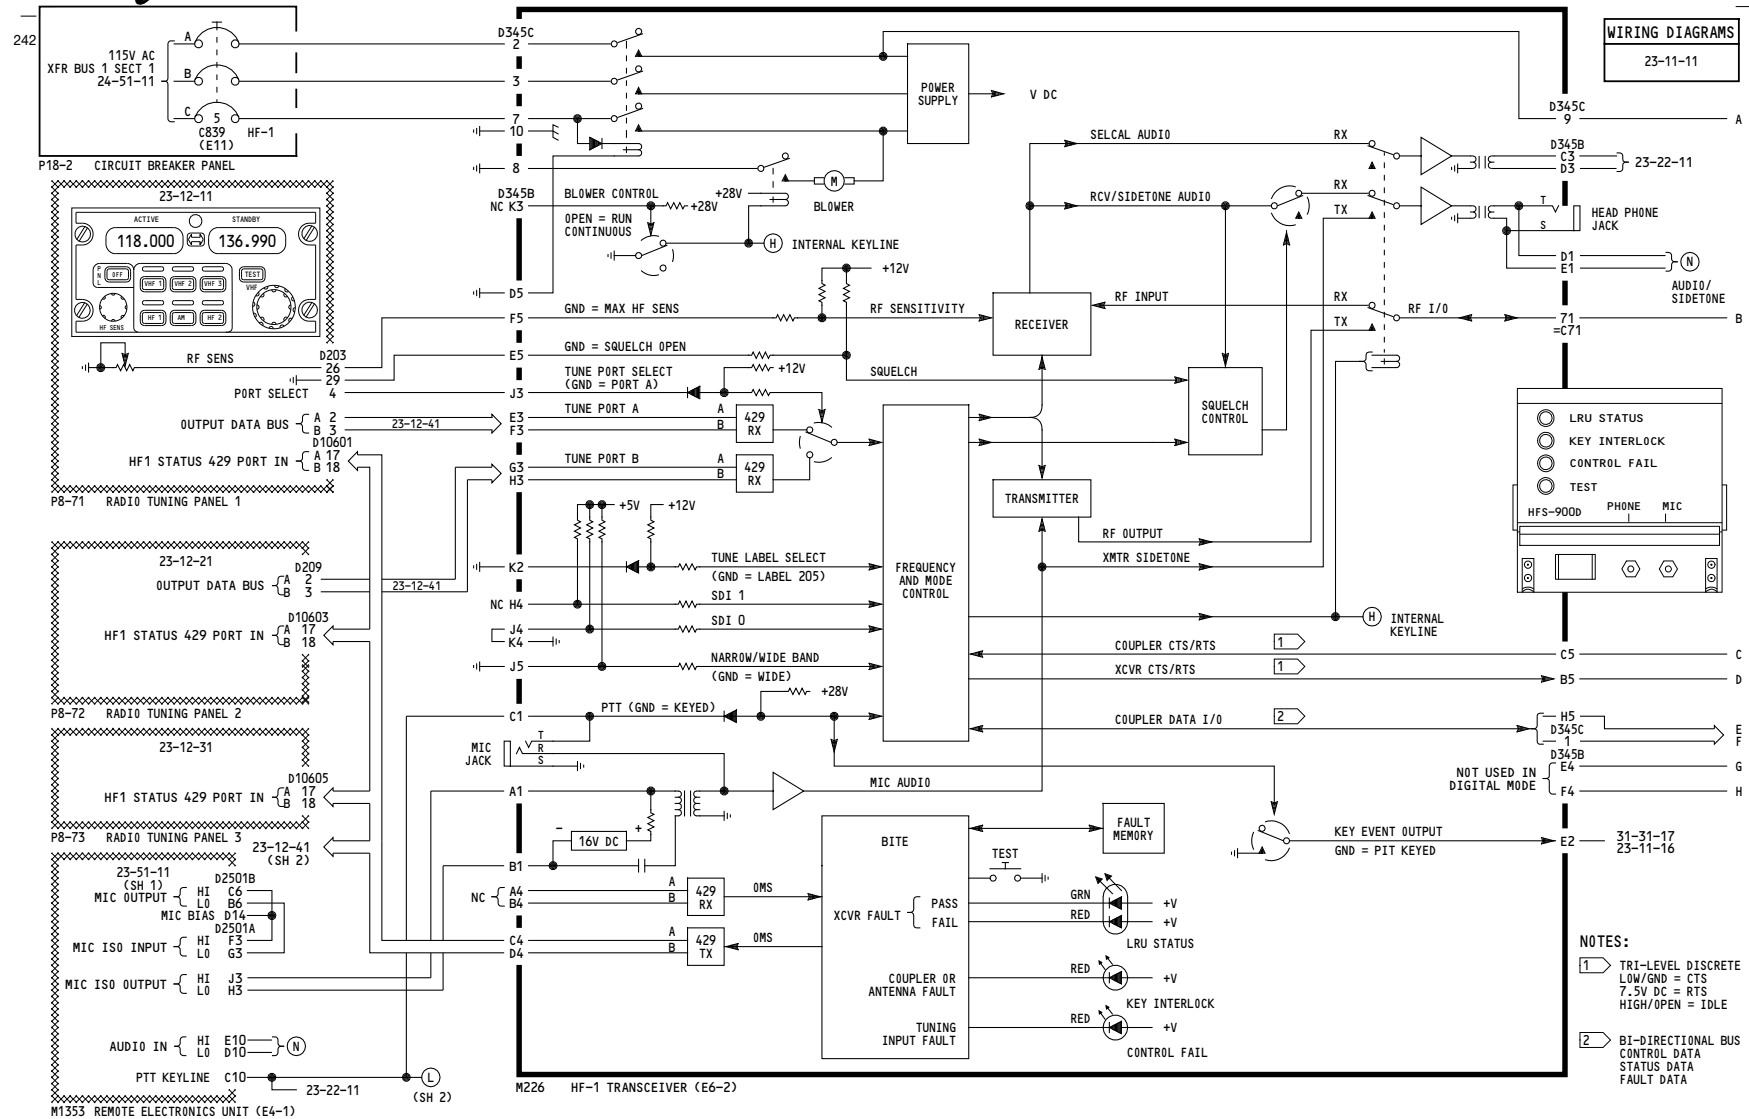 242
115V AC
XFR BUS 1 SECT 1
24-51-11
A
B
C
5
C839
(E11)
HF-1
P18-2 CIRCUIT BREAKER PANEL
23-12-11
ACTIVE
STANDBY
118.000
136.990
PNL
OFF
VHF 1
VHF 2
VHF 3
TEST
VHF
HF SENS
HF 1
AM
HF 2
RF SENS
D203
26
29
PORT SELECT 4
OUTPUT DATA BUS
A 2
B 3
23-12-41
D10601
HF1 STATUS 429 PORT IN
A 17
B 18
P8-71 RADIO TUNING PANEL 1
23-12-21
D209
OUTPUT DATA BUS
A 2
B 3
23-12-41
D10603
HF1 STATUS 429 PORT IN
A 17
B 18
P8-72 RADIO TUNING PANEL 2
23-12-31
D10605
HF1 STATUS 429 PORT IN
A 17
B 18
P8-73 RADIO TUNING PANEL 3
23-12-41
(SH 2)
23-51-11
(SH 1)
D2501B
MIC OUTPUT
HI C6
LO B6
MIC BIAS D14
D2501A
MIC ISO INPUT
HI F3
LO G3
MIC ISO OUTPUT
HI J3
LO H3
AUDIO IN
HI E10
LO D10
N
PTT KEYLINE C10
23-22-11
L
(SH 2)
M1353 REMOTE ELECTRONICS UNIT (E4-1)
D345C
2
3
7
10
8
D345B
NC K3
BLOWER CONTROL
+28V
OPEN = RUN
CONTINUOUS
+28V
M
BLOWER
H
INTERNAL KEYLINE
D5
+12V
F5
GND = MAX HF SENS
RF SENSITIVITY
E5
GND = SQUELCH OPEN
TUNE PORT SELECT
(GND = PORT A)
+12V
SQUELCH
J3
E3
F3
TUNE PORT A
A
B
429
RX
G3
H3
TUNE PORT B
A
B
429
RX
+5V
+12V
K2
TUNE LABEL SELECT
(GND = LABEL 205)
NC H4
SDI 1
J4
K4
SDI 0
J5
NARROW/WIDE BAND
(GND = WIDE)
+28V
C1
PTT (GND = KEYED)
MIC
JACK
T
R
S
A1
MIC AUDIO
-
+
16V DC
B1
NC
A4
B4
A
B
429
RX
OMS
C4
D4
A
B
429
TX
OMS
M226 HF-1 TRANSCEIVER (E6-2)
POWER
SUPPLY
V DC
SELCAL AUDIO
RX
RCV/SIDETONE AUDIO
RX
TX
RECEIVER
RF INPUT
RX
TX
RF I/O
SQUELCH
CONTROL
TRANSMITTER
RF OUTPUT
XMTR SIDETONE
FREQUENCY
AND MODE
CONTROL
H
INTERNAL
KEYLINE
COUPLER CTS/RTS
1
XCVR CTS/RTS
1
COUPLER DATA I/O
2
BITE
FAULT
MEMORY
TEST
XCVR FAULT
PASS
FAIL
GRN
RED
+V
+V
LRU STATUS
COUPLER OR
ANTENNA FAULT
RED
+V
KEY INTERLOCK
TUNING
INPUT FAULT
RED
+V
CONTROL FAIL
KEY EVENT OUTPUT
GND = PIT KEYED
E2
31-31-17
23-11-16
WIRING DIAGRAMS
23-11-11
D345C
9
A
D345B
C3
D3
23-22-11
T
S
HEAD PHONE
JACK
D1
E1
N
AUDIO/
SIDETONE
71
=C71
B
LRU STATUS
KEY INTERLOCK
CONTROL FAIL
TEST
HFS-900D
PHONE
MIC
C5
C
B5
D
H5
D345C
1
E
F
D345B
NOT USED IN
DIGITAL MODE
E4
G
F4
H
NOTES:
1
TRI-LEVEL DISCRETE
LOW/GND = CTS
7.5V DC = RTS
HIGH/OPEN = IDLE
2
BI-DIRECTIONAL BUS
CONTROL DATA
STATUS DATA
FAULT DATA